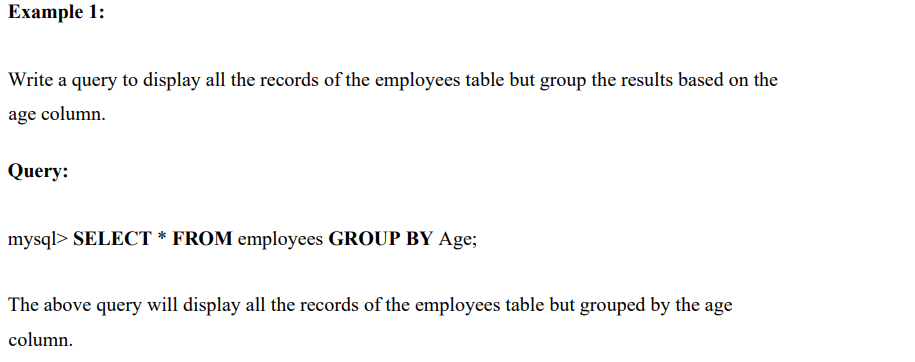 Example 1:
Write a query to display all the records of the employees table but group the results based on the
age column.
Query:
mysql> SELECT * FROM employees GROUP BY Age;
The above query will display all the records of the employees table but grouped by the age
column.